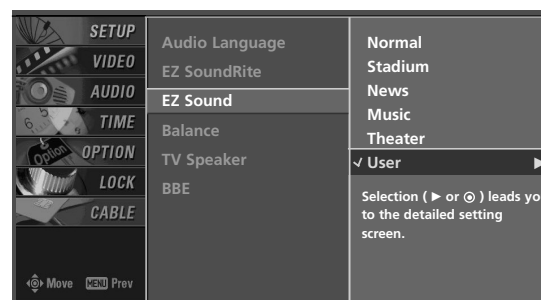 SETUP
VIDEO
AUDIO
TIME
OPTION
LOCK
CABLE
Move MENU Prev
Audio Language
EZ SoundRite
EZ Sound
Balance
TV Speaker
BBE
Normal
Stadium
News
Music
Theater
✓ User ▶
Selection ( ▶ or ◉ ) leads yo
to the detailed setting
screen.